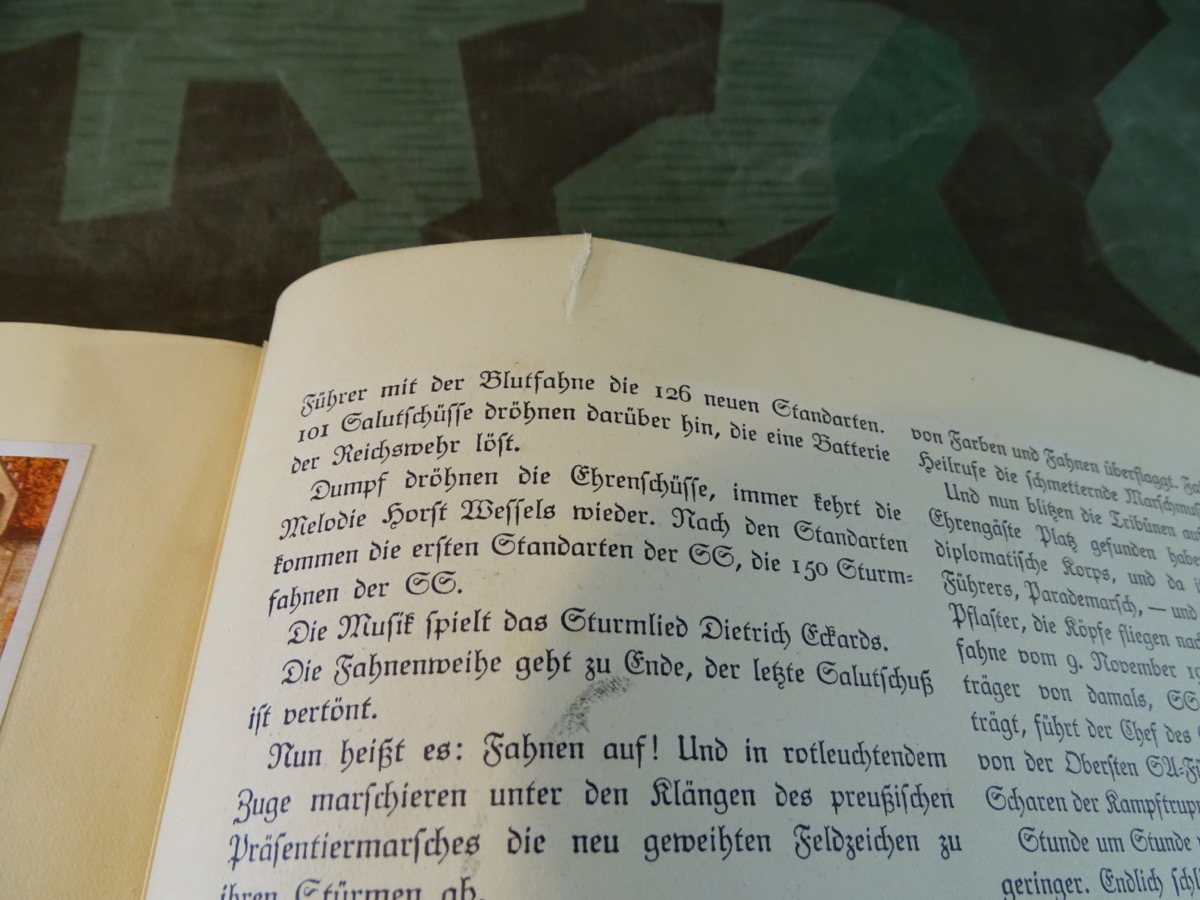 Führer mit der Blutfahne die 126 neuen Standarten.
101 Salutschüsse dröhnen darüber hin, die eine Batterie
der Reichswehr löst.
Dumpf dröhnen die Ehrenschüsse, immer kehrt die
Melodie Horst Wessels wieder. Nach den Standarten
kommen die ersten Standarten der SS, die 150 Sturm-
fahnen der SS.
Die Musik spielt das Sturmlied Dietrich Eckards.
Die Fahnenweihe geht zu Ende, der letzte Salutschuß
ist vertönt.
Nun heißt es: Fahnen auf! Und in rotleuchtendem
Zuge marschieren unter den Klängen des preußischen
Präsentiermarsches die neu geweihten Feldzeichen zu
ihren Stürmen ab.
von Farben und Fahnen überflaggt.
Heilrufe die schmetternde
Und nun blitzen die Tribünen
Ehrengäste Platz gefunden
diplomatische Korps, und da
Führers, Parademarsch, — und
Pflaster, die Köpfe fliegen
fahne vom 9. November
träger von damals, SS
trägt, führt der Chef des
von der Obersten
Scharen der
Stunde um Stunde
geringer. Endlich